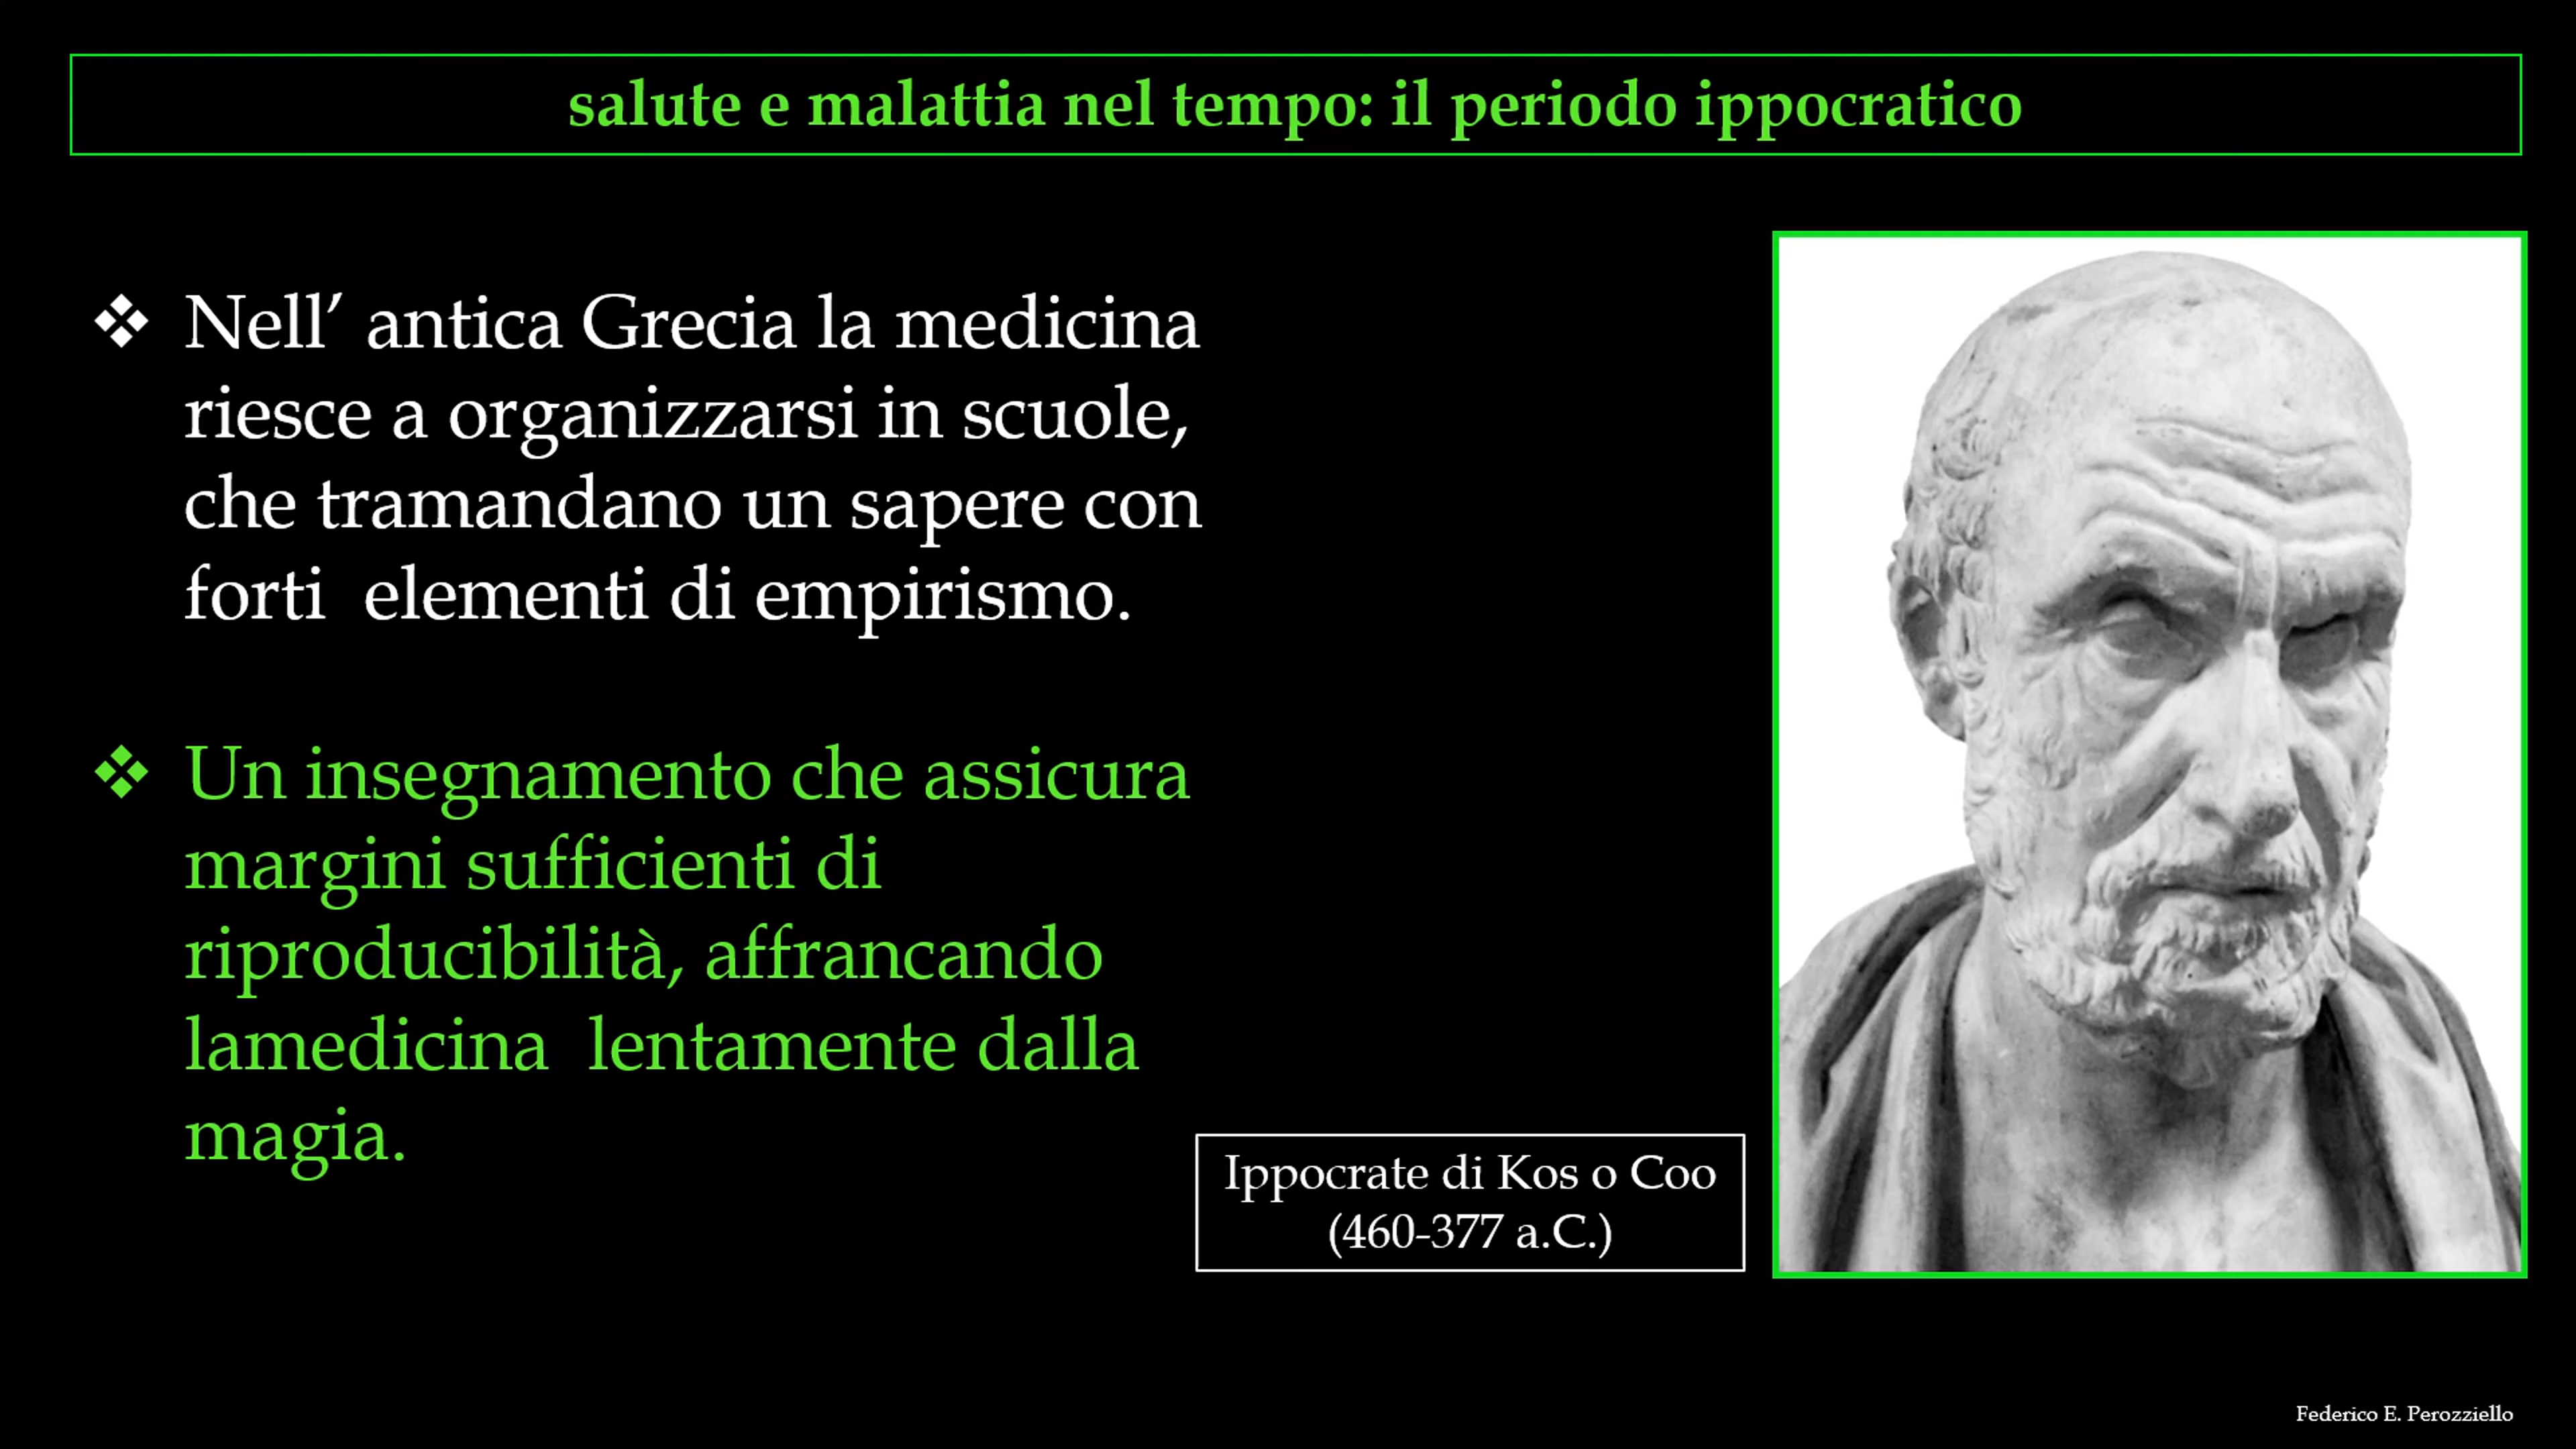 salute e malattia nel tempo: il periodo ippocratico
❖ Nell’ antica Grecia la medicina
riesce a organizzarsi in scuole,
che tramandano un sapere con
forti  elementi di empirismo.
❖ Un insegnamento che assicura
margini sufficienti di
riproducibilità, affrancando
lamedicina  lentamente dalla
magia.
Ippocrate di Kos o Coo
(460-377 a.C.)
Federico E. Perozziello